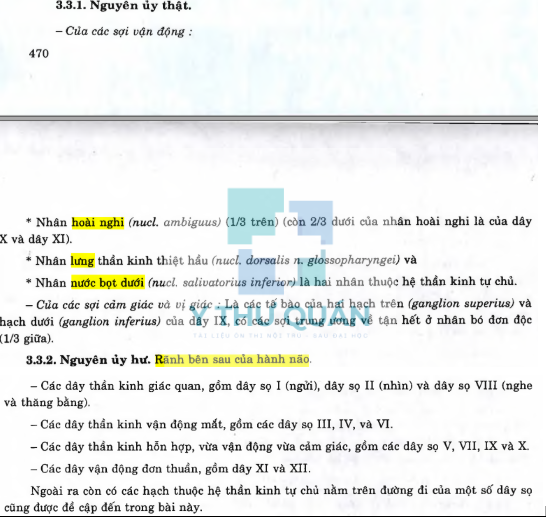 3.3.1. Nguyên ủy thật.
– Của các sợi vận động :
470
* Nhân hoài nghi (nucl. ambiguus) (1/3 trên) (còn 2/3 dưới của nhân hoài nghi là của dây
X và dây XI).
* Nhân lưng thần kinh thiệt hầu (nucl. dorsalis n. glossopharyngei) và
* Nhân nước bọt dưới (nucl. salivatorius inferior) là hai nhân thuộc hệ thần kinh tự chủ.
– Của các sợi cảm giác và vị giác : Là các tế bào của hai hạch trên (ganglion superius) và
hạch dưới (ganglion inferius) của dây IX, có các sợi trung ương về tận hết ở nhân bó đơn độc
(1/3 giữa).
Y THƯ QUÁN
TÀI LIỆU ÔN THI NỘI TRÚ - SAU ĐẠI HỌC
3.3.2. Nguyên ủy hư. Rãnh bên sau của hành não.
– Các dây thần kinh giác quan, gồm dây sọ I (ngửi), dây sọ II (nhìn) và dây sọ VIII (nghe
và thăng bằng).
– Các dây thần kinh vận động mắt, gồm các dây sọ III, IV, và VI.
– Các dây thần kinh hỗn hợp, vừa vận động vừa cảm giác, gồm các dây sọ V, VII, IX và X.
– Các dây vận động đơn thuần, gồm dây XI và XII.
Ngoài ra còn có các hạch thuộc hệ thần kinh tự chủ nằm trên đường đi của một số dây sọ
cũng được đề cập đến trong bài này.